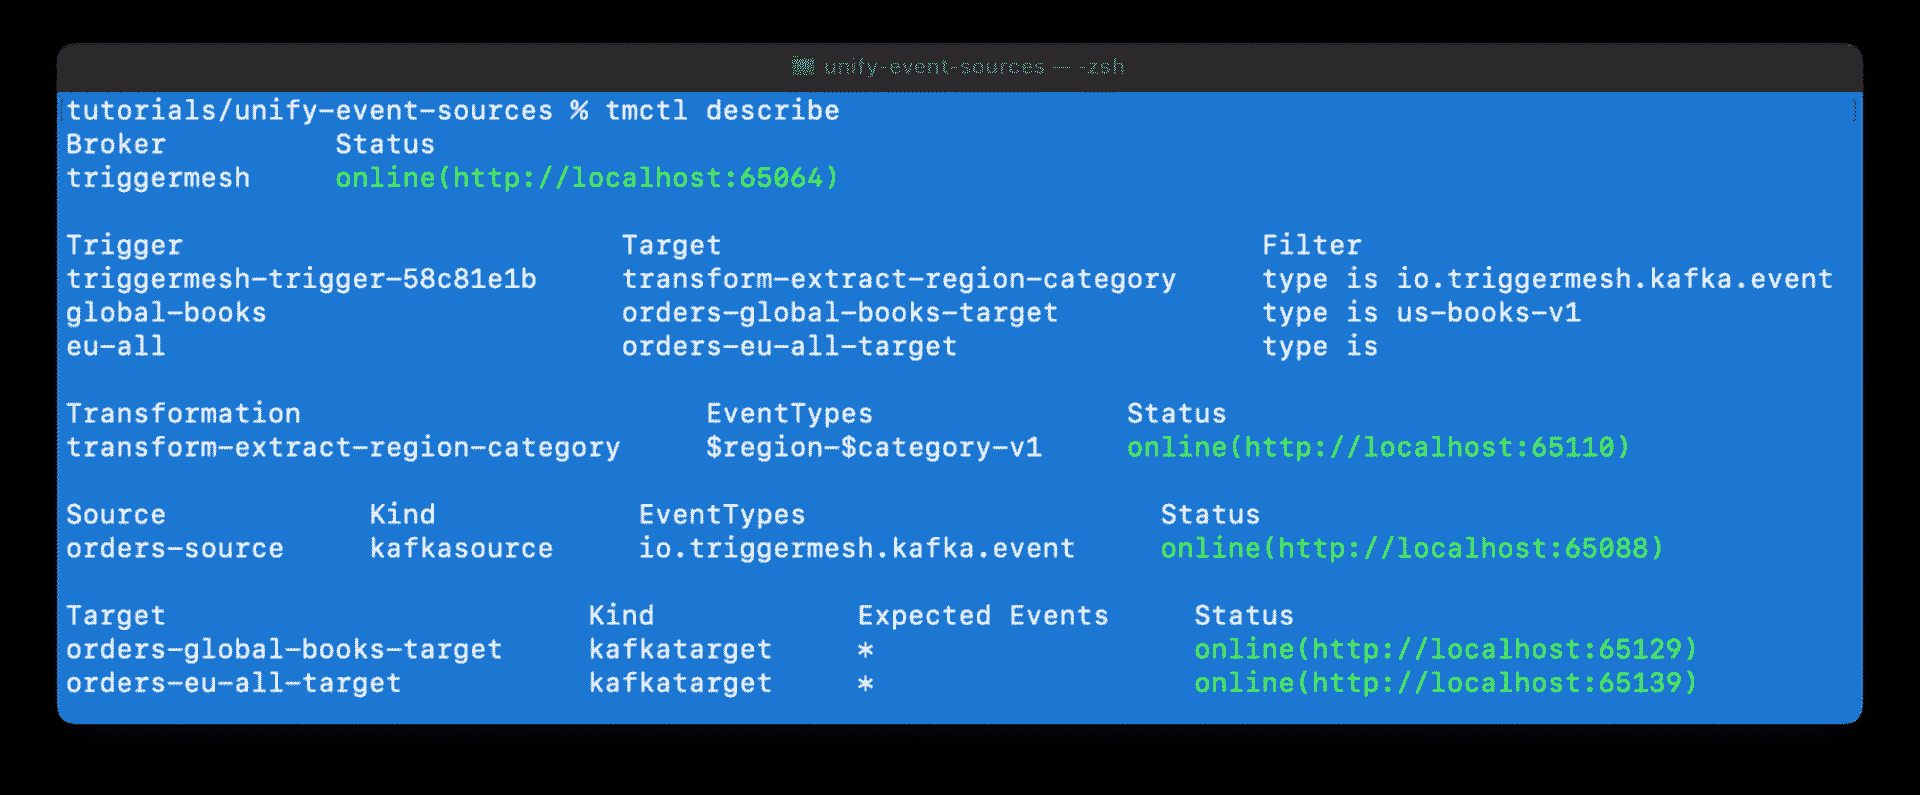 unify-event-sources — -zsh
tutorials/unify-event-sources % tmctl describe
Broker Status
triggermesh online(http://localhost:65064)
Trigger Target Filter
triggermesh-trigger-58c81e1b transform-extract-region-category type is io.triggermesh.kafka.event
global-books orders-global-books-target type is us-books-v1
eu-all orders-eu-all-target type is
Transformation EventTypes Status
transform-extract-region-category $region-$category-v1 online(http://localhost:65110)
Source Kind EventTypes Status
orders-source kafkasource io.triggermesh.kafka.event online(http://localhost:65088)
Target Kind Expected Events Status
orders-global-books-target kafkatarget * online(http://localhost:65129)
orders-eu-all-target kafkatarget * online(http://localhost:65139)